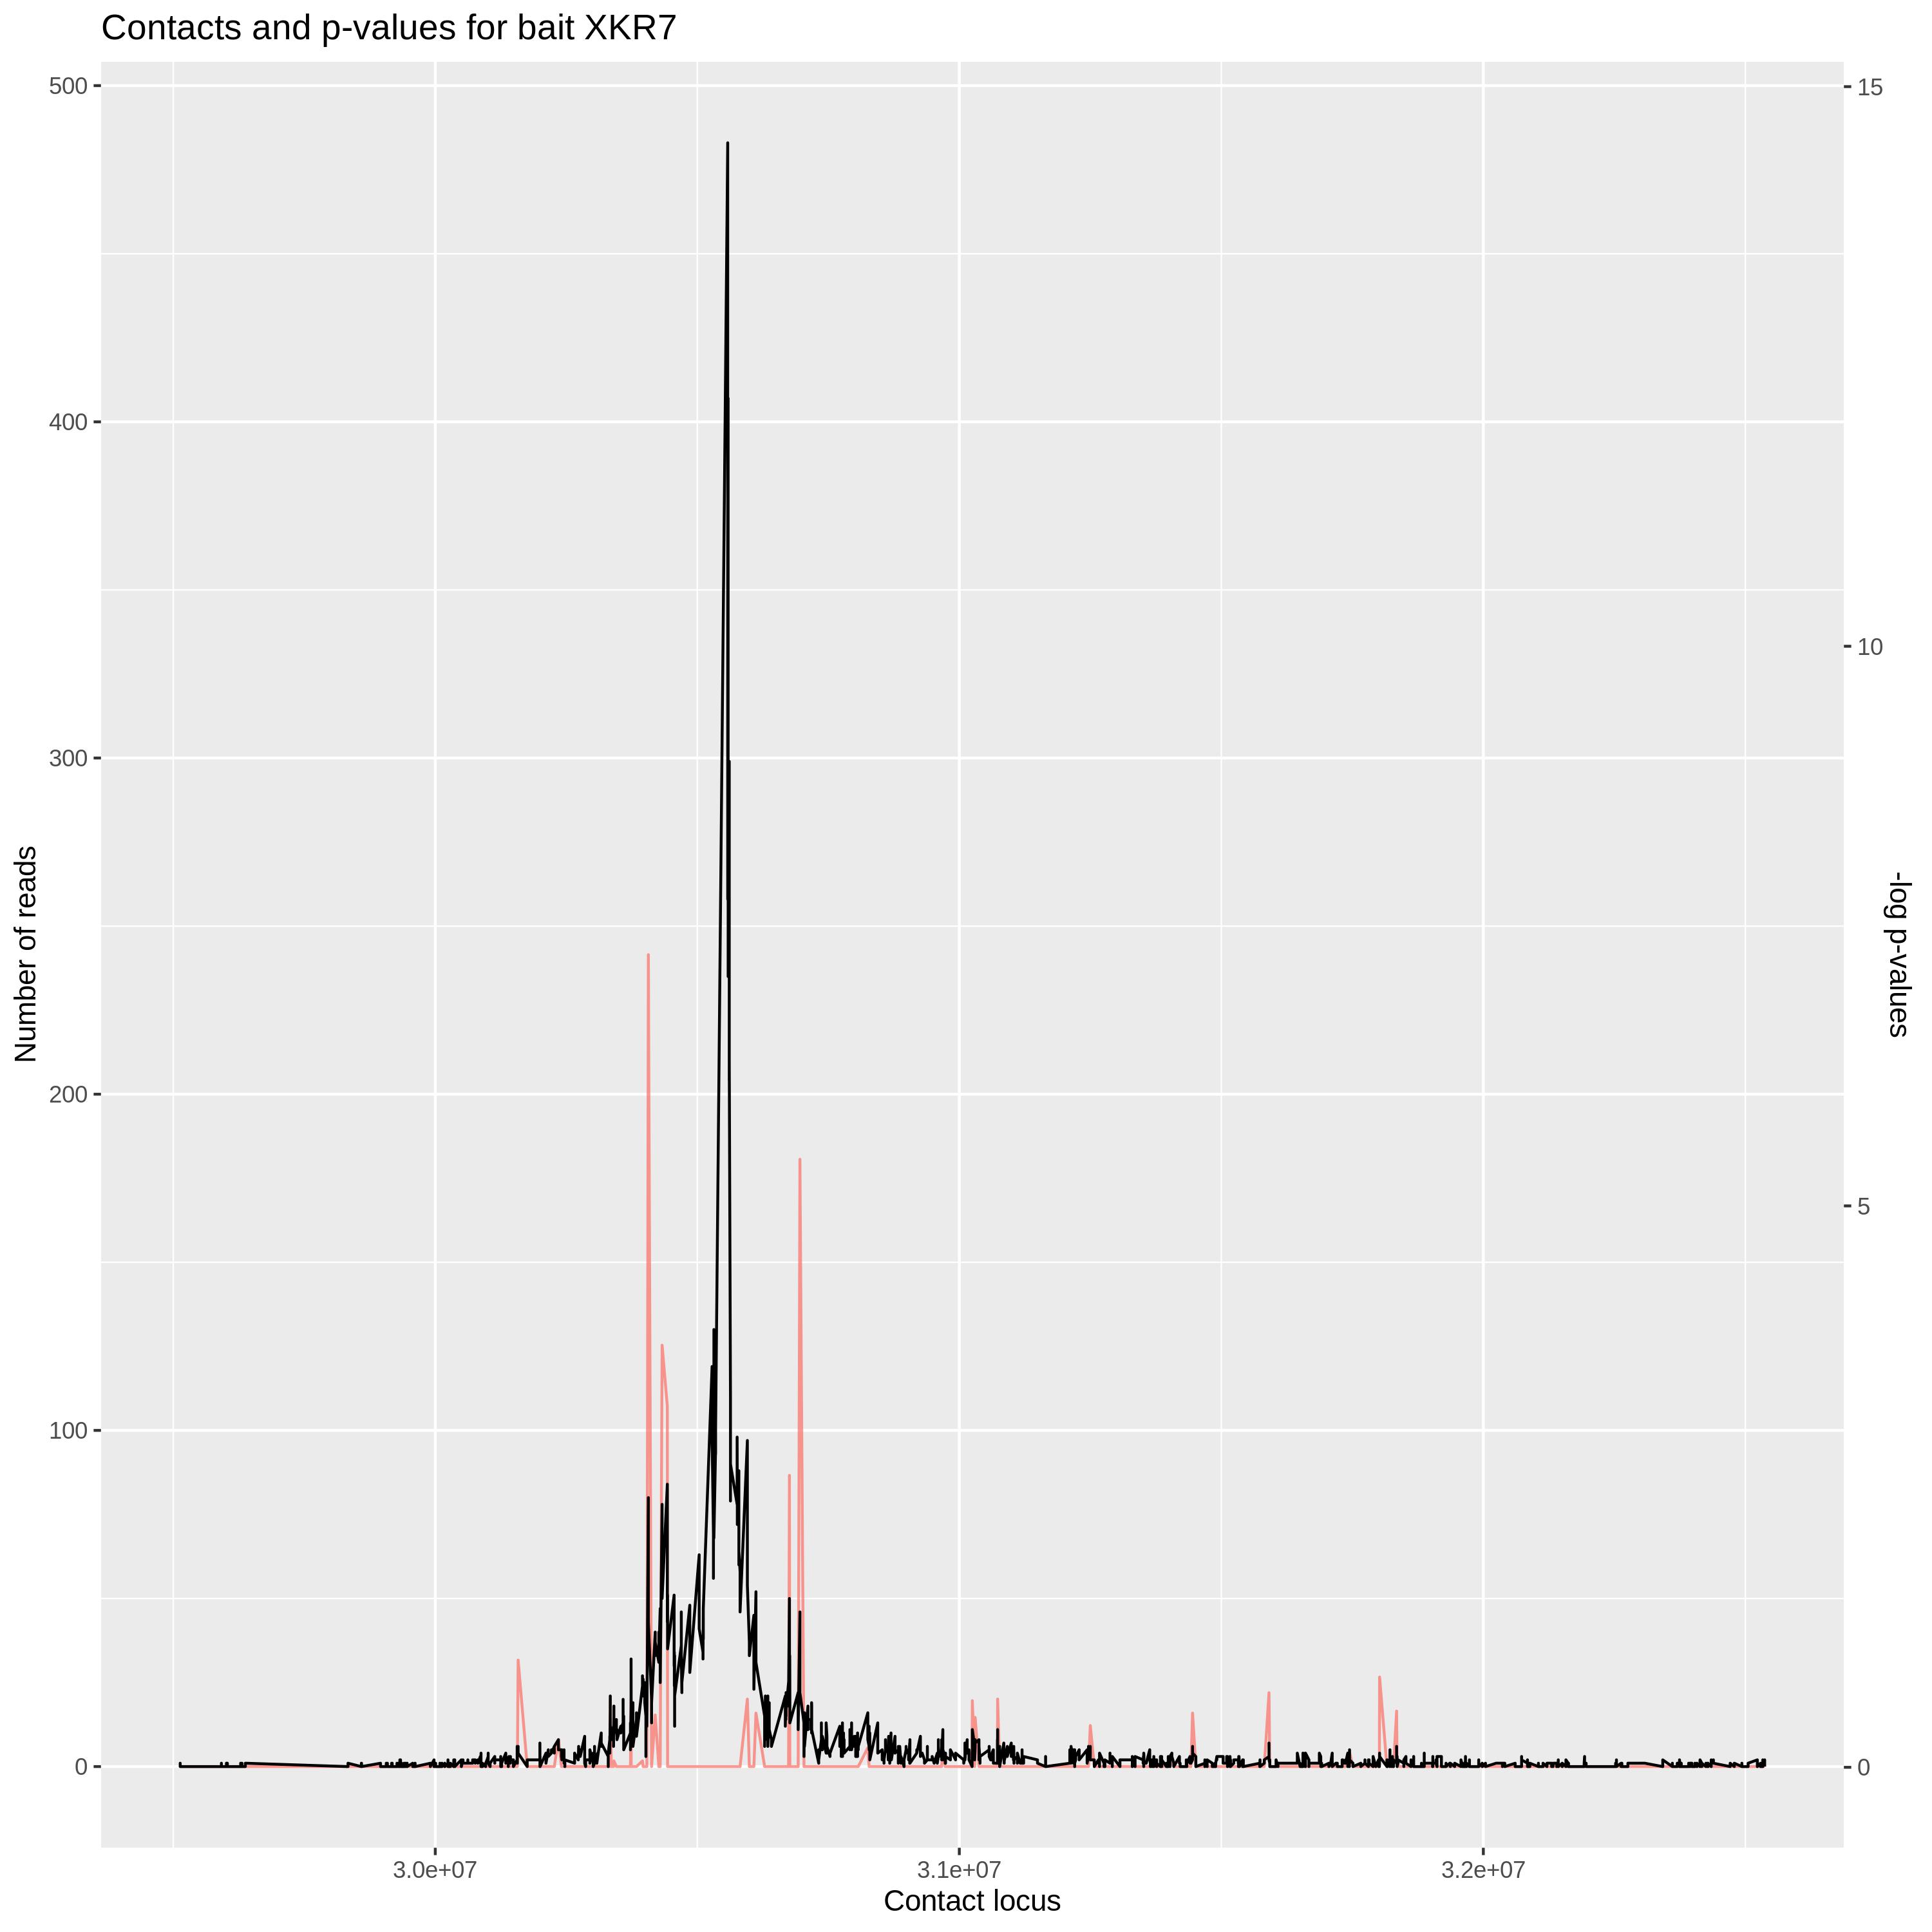 Contacts and p-values for bait XKR7
500
400
300
200
100
0
Number of reads
15
10
5
0
-log p-values
3.0e+07
3.1e+07
3.2e+07
Contact locus